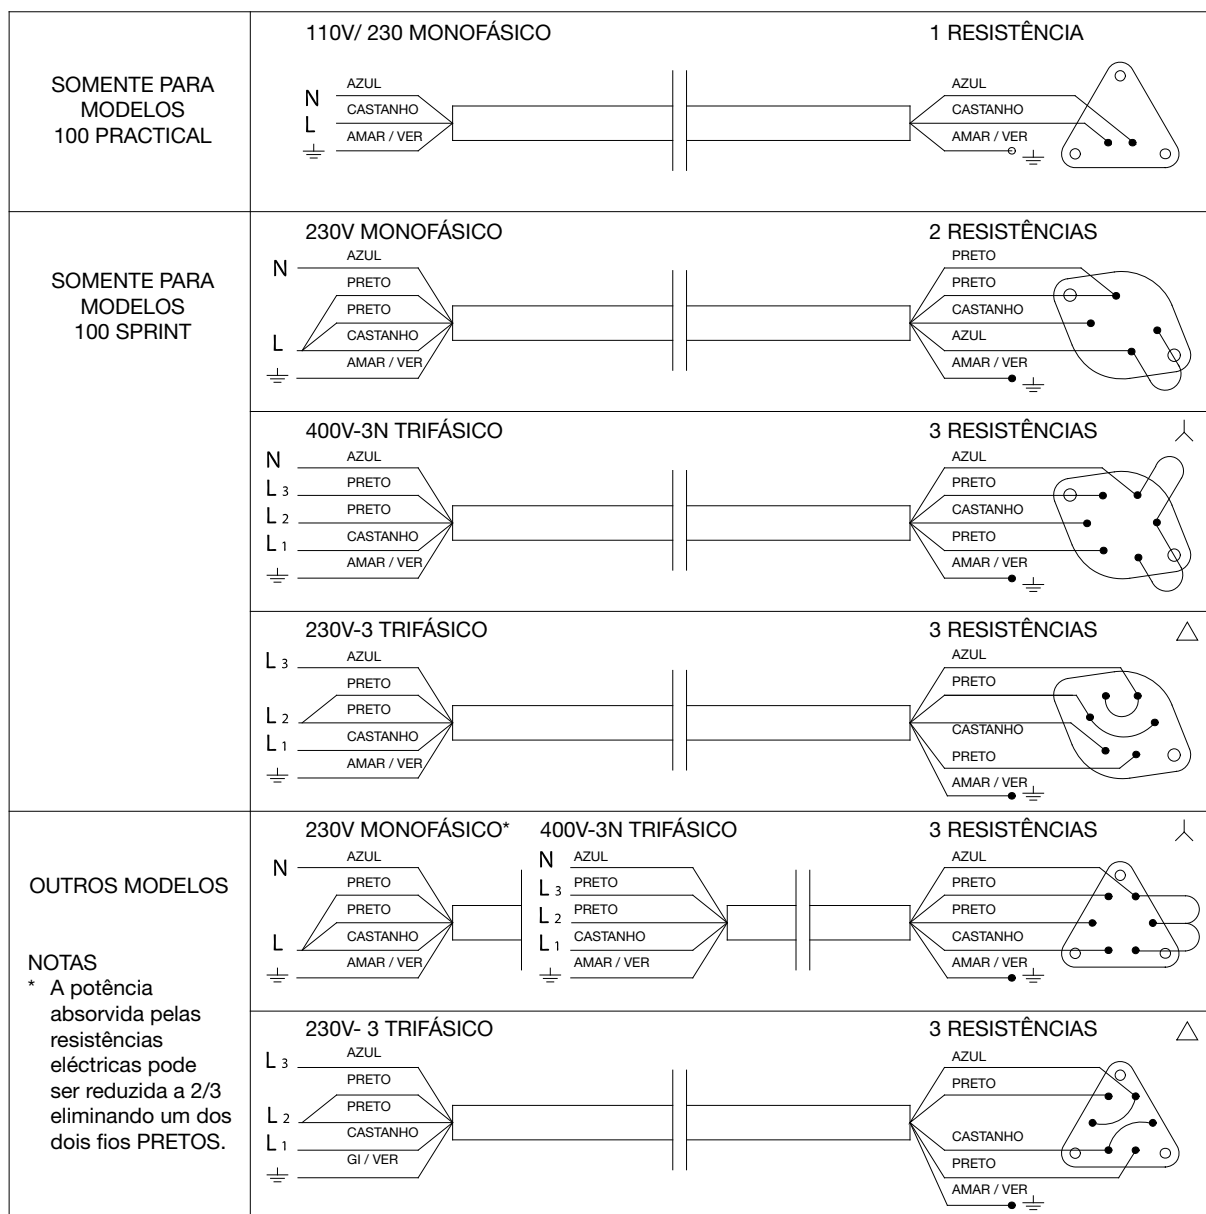 SOMENTE PARA
MODELOS
100 PRACTICAL
110V/ 230 MONOFÁSICO
1 RESISTÊNCIA
N
L
AZUL
CASTANHO
AMAR / VER
AZUL
CASTANHO
AMAR / VER
SOMENTE PARA
MODELOS
100 SPRINT
230V MONOFÁSICO
2 RESISTÊNCIAS
N
L
AZUL
PRETO
PRETO
CASTANHO
AMAR / VER
PRETO
PRETO
CASTANHO
AZUL
AMAR / VER
400V-3N TRIFÁSICO
3 RESISTÊNCIAS
N
L 3
L 2
L 1
AZUL
PRETO
PRETO
CASTANHO
AMAR / VER
AZUL
PRETO
CASTANHO
PRETO
AMAR / VER
230V-3 TRIFÁSICO
3 RESISTÊNCIAS
L 3
L 2
L 1
AZUL
PRETO
PRETO
CASTANHO
AMAR / VER
AZUL
PRETO
CASTANHO
PRETO
AMAR / VER
OUTROS MODELOS
NOTAS
* A potência
absorvida pelas
resistências
eléctricas pode
ser reduzida a 2/3
eliminando um dos
dois fios PRETOS.
230V MONOFÁSICO*
400V-3N TRIFÁSICO
3 RESISTÊNCIAS
N
L
AZUL
PRETO
PRETO
CASTANHO
AMAR / VER
N
L 3
L 2
L 1
AZUL
PRETO
PRETO
CASTANHO
AMAR / VER
AZUL
PRETO
PRETO
CASTANHO
AMAR / VER
230V- 3 TRIFÁSICO
3 RESISTÊNCIAS
L 3
L 2
L 1
AZUL
PRETO
PRETO
CASTANHO
GI / VER
AZUL
PRETO
CASTANHO
PRETO
AMAR / VER